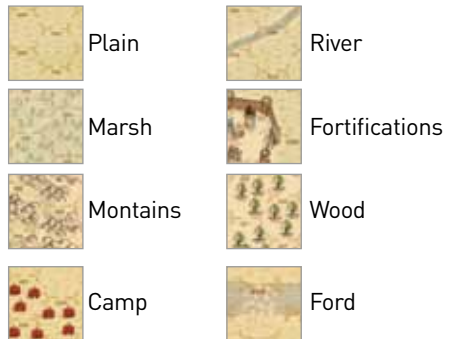 Plain
River
Marsh
Fortifications
Montains
Wood
Camp
Ford